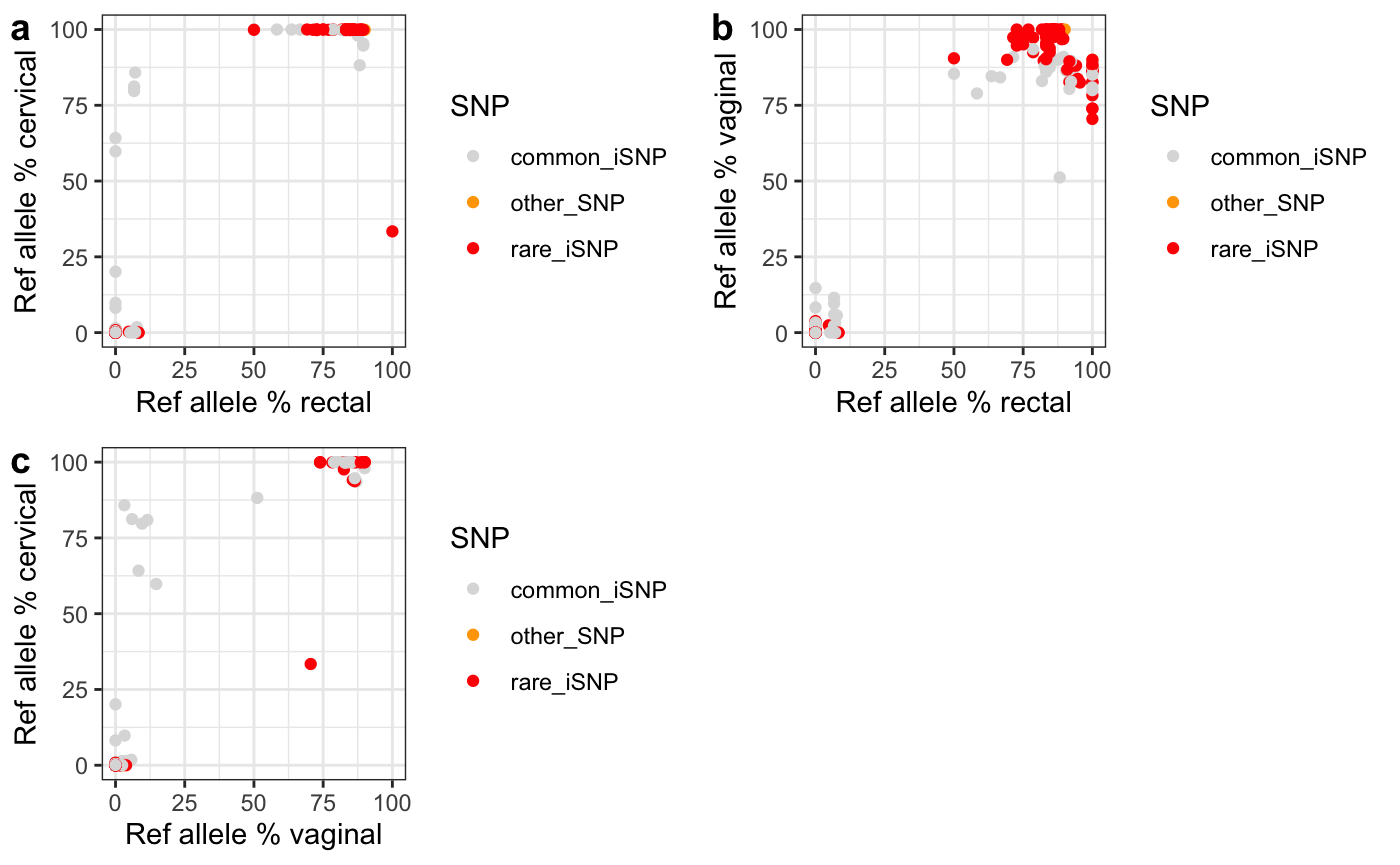 a
100
75
50
25
0
Ref allele % cervical
0 25 50 75 100
Ref allele % rectal
SNP
common_iSNP
other_SNP
rare_iSNP
b
100
75
50
25
0
Ref allele % vaginal
0 25 50 75 100
Ref allele % rectal
SNP
common_iSNP
other_SNP
rare_iSNP
c
100
75
50
25
0
Ref allele % cervical
0 25 50 75 100
Ref allele % vaginal
SNP
common_iSNP
other_SNP
rare_iSNP